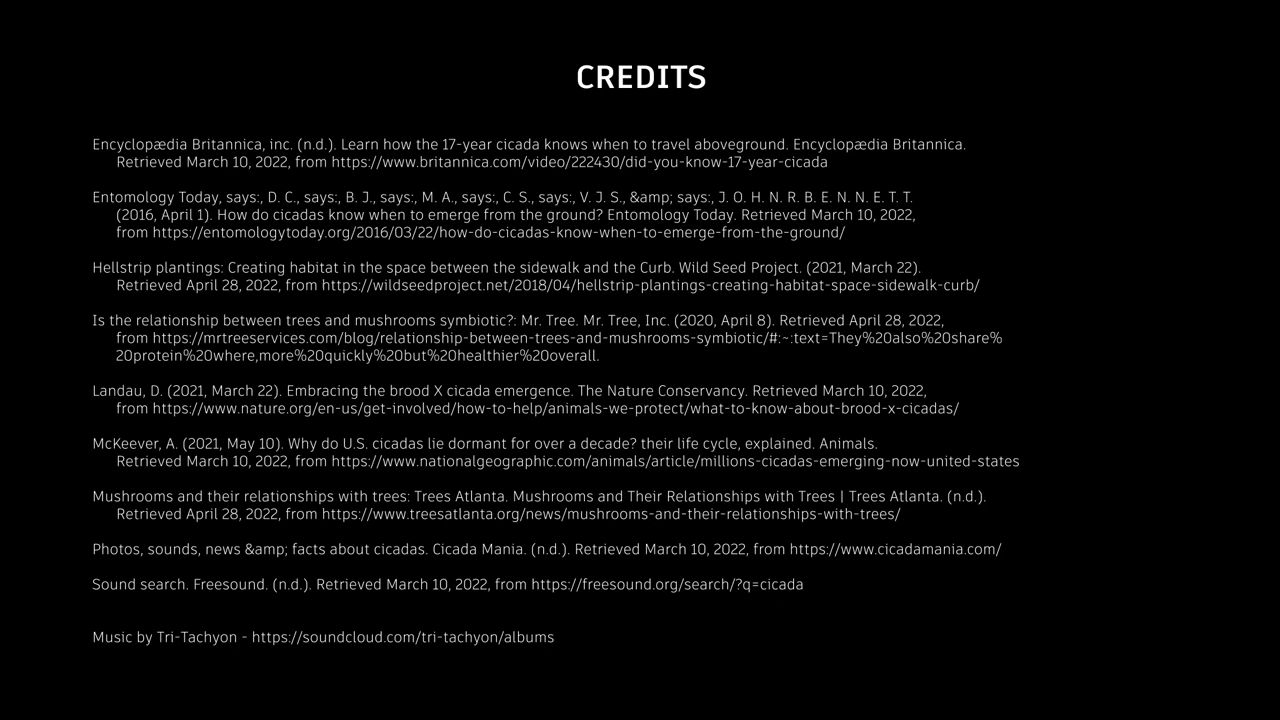 CREDITS
Encyclopædia Britannica, inc. (n.d.). Learn how the 17-year cicada knows when to travel aboveground. Encyclopædia Britannica.
Retrieved March 10, 2022, from https://www.britannica.com/video/222430/did-you-know-17-year-cicada
Entomology Today, says:, D. C., says:, B. J., says:, M. A., says:, C. S., says:, V. J. S., &amp; says:, J. O. H. N. R. B. E. N. N. E. T. T.
(2016, April 1). How do cicadas know when to emerge from the ground? Entomology Today. Retrieved March 10, 2022,
from https://entomologytoday.org/2016/03/22/how-do-cicadas-know-when-to-emerge-from-the-ground/
Hellstrip plantings: Creating habitat in the space between the sidewalk and the Curb. Wild Seed Project. (2021, March 22).
Retrieved April 28, 2022, from https://wildseedproject.net/2018/04/hellstrip-plantings-creating-habitat-space-sidewalk-curb/
Is the relationship between trees and mushrooms symbiotic?: Mr. Tree. Mr. Tree, Inc. (2020, April 8). Retrieved April 28, 2022,
from https://mrtreeservices.com/blog/relationship-between-trees-and-mushrooms-symbiotic/#:~:text=They%20also%20share%
20protein%20where,more%20quickly%20but%20healthier%20overall.
Landau, D. (2021, March 22). Embracing the brood X cicada emergence. The Nature Conservancy. Retrieved March 10, 2022,
from https://www.nature.org/en-us/get-involved/how-to-help/animals-we-protect/what-to-know-about-brood-x-cicadas/
McKeever, A. (2021, May 10). Why do U.S. cicadas lie dormant for over a decade? their life cycle, explained. Animals.
Retrieved March 10, 2022, from https://www.nationalgeographic.com/animals/article/millions-cicadas-emerging-now-united-states
Mushrooms and their relationships with trees: Trees Atlanta. Mushrooms and Their Relationships with Trees | Trees Atlanta. (n.d.).
Retrieved April 28, 2022, from https://www.treesatlanta.org/news/mushrooms-and-their-relationships-with-trees/
Photos, sounds, news &amp; facts about cicadas. Cicada Mania. (n.d.). Retrieved March 10, 2022, from https://www.cicadamania.com/
Sound search. Freesound. (n.d.). Retrieved March 10, 2022, from https://freesound.org/search/?q=cicada
Music by Tri-Tachyon - https://soundcloud.com/tri-tachyon/albums